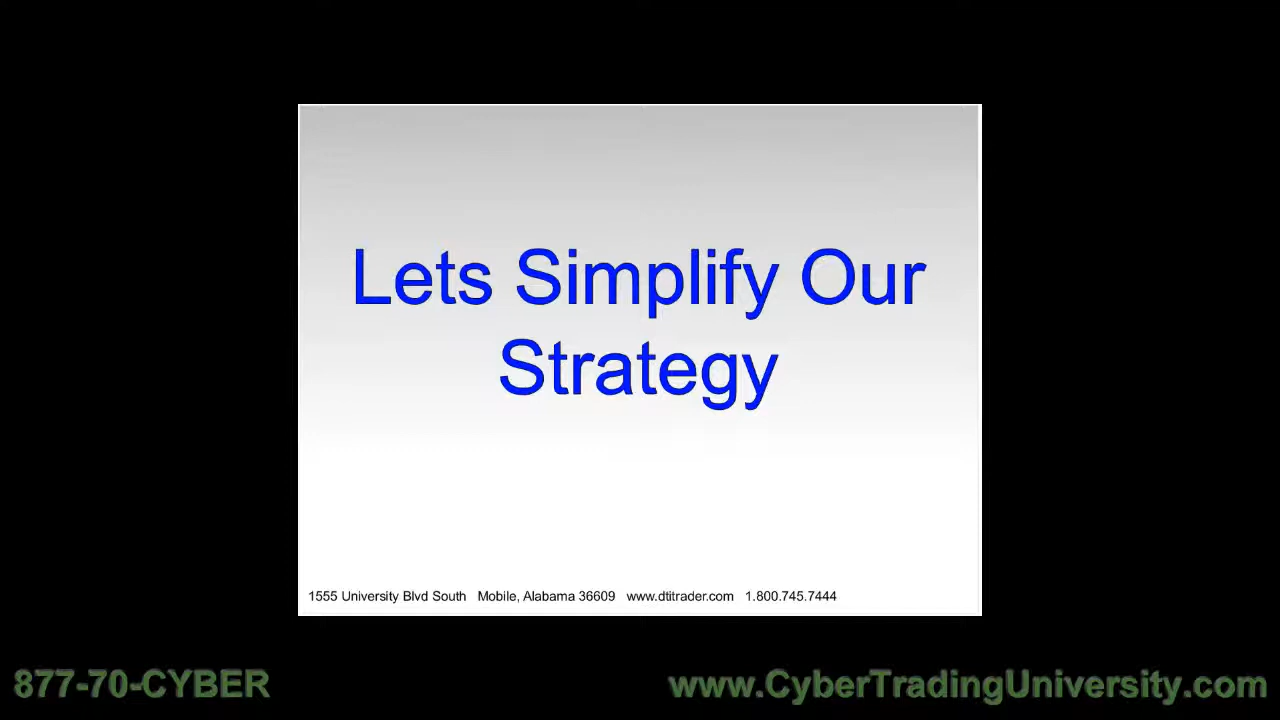 Lets Simplify Our
Strategy
1555 University Blvd South Mobile, Alabama 36609 www.dtitrader.com 1.800.745.7444
877-70-CYBER www.CyberTradingUniversity.com